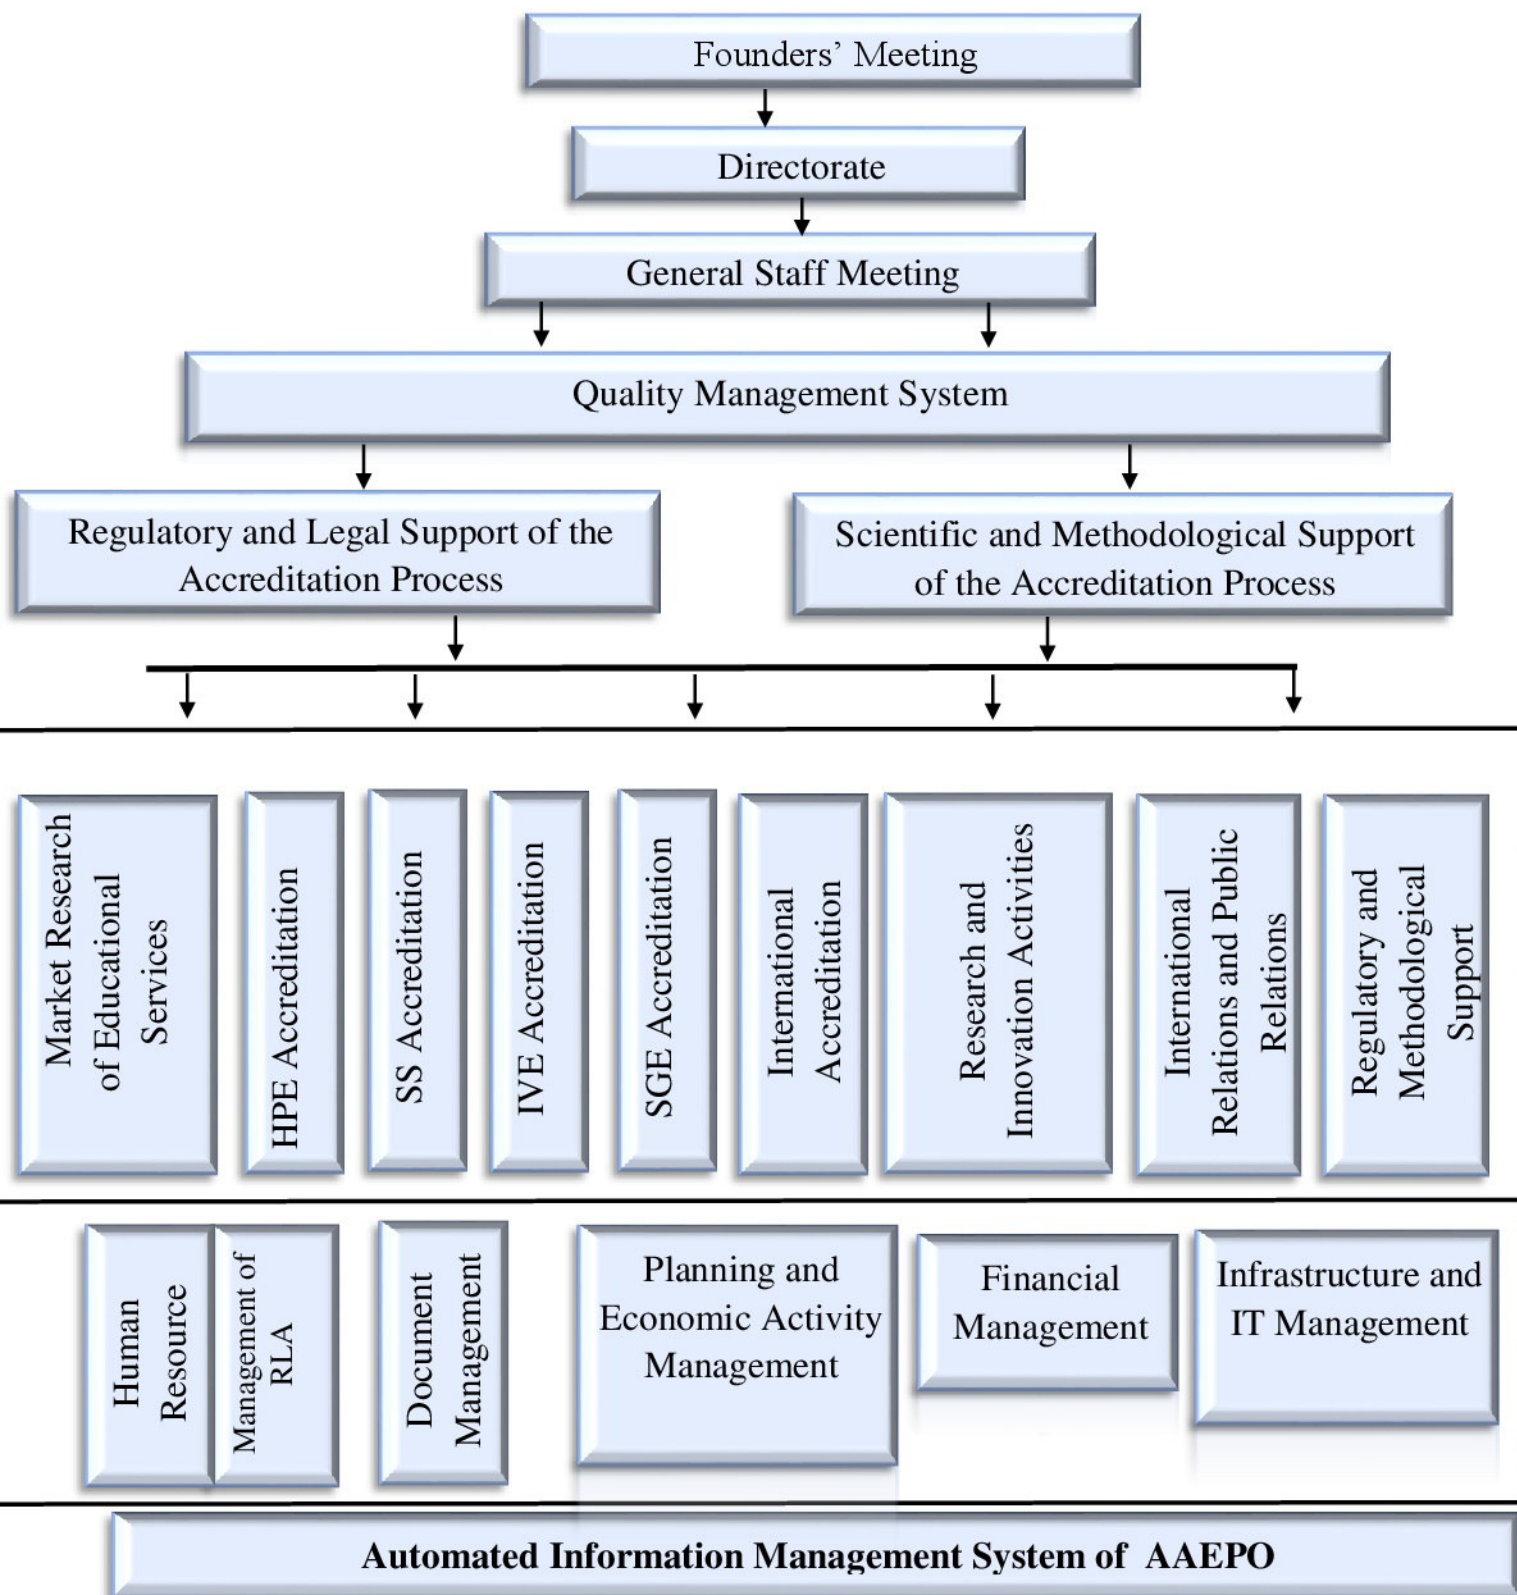 Founders’ Meeting
Directorate
General Staff Meeting
Quality Management System
Regulatory and Legal Support of the
Accreditation Process
Scientific and Methodological Support
of the Accreditation Process
Market Research
of Educational
Services
HPE Accreditation
SS Accreditation
IVE Accreditation
SGE Accreditation
International
Accreditation
Research and
Innovation Activities
International
Relations and Public
Relations
Regulatory and
Methodological
Support
Human
Resource
Management of
RLA
Document
Management
Planning and
Economic Activity
Management
Financial
Management
Infrastructure and
IT Management
Automated Information Management System of AAEPO